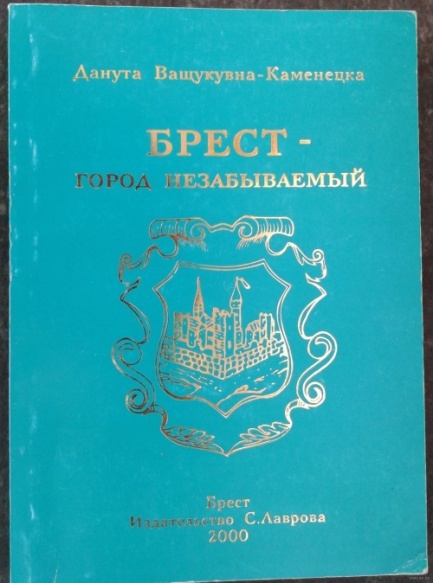 Данута Ващукувна-Каменецка
БРЕСТ -
ГОРОД НЕЗАБЫВАЕМЫЙ
Брест
Издательство С.Лаврова
2000